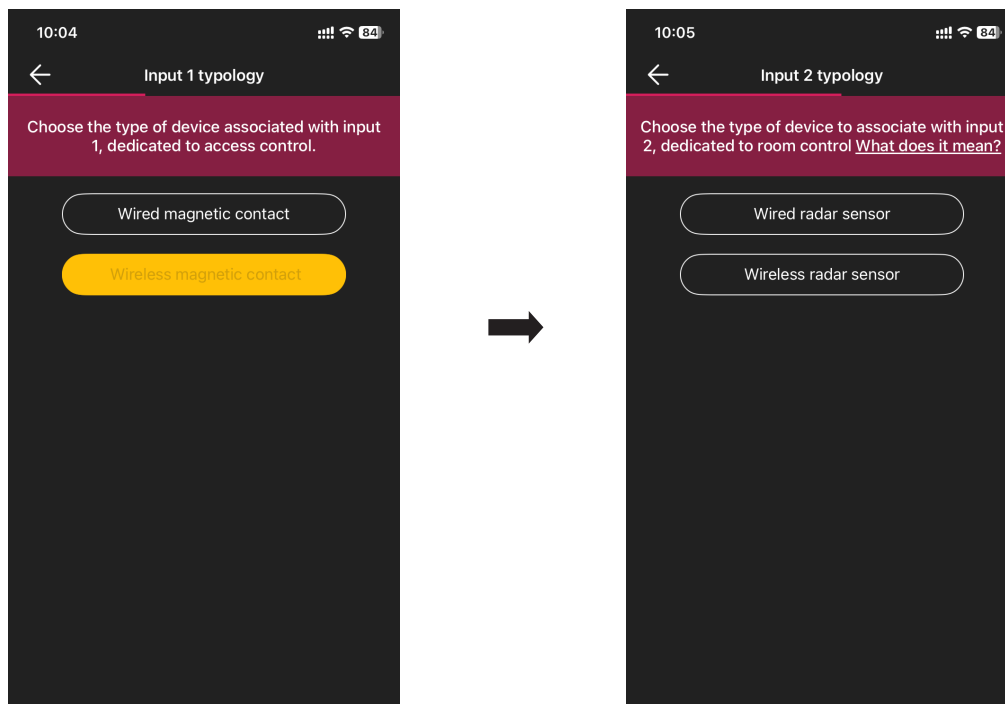 10:04
84
Input 1 typology
Choose the type of device associated with input
1, dedicated to access control.
Wired magnetic contact
Wireless magnetic contact
10:05
84
Input 2 typology
Choose the type of device to associate with input
2, dedicated to room control What does it mean?
Wired radar sensor
Wireless radar sensor